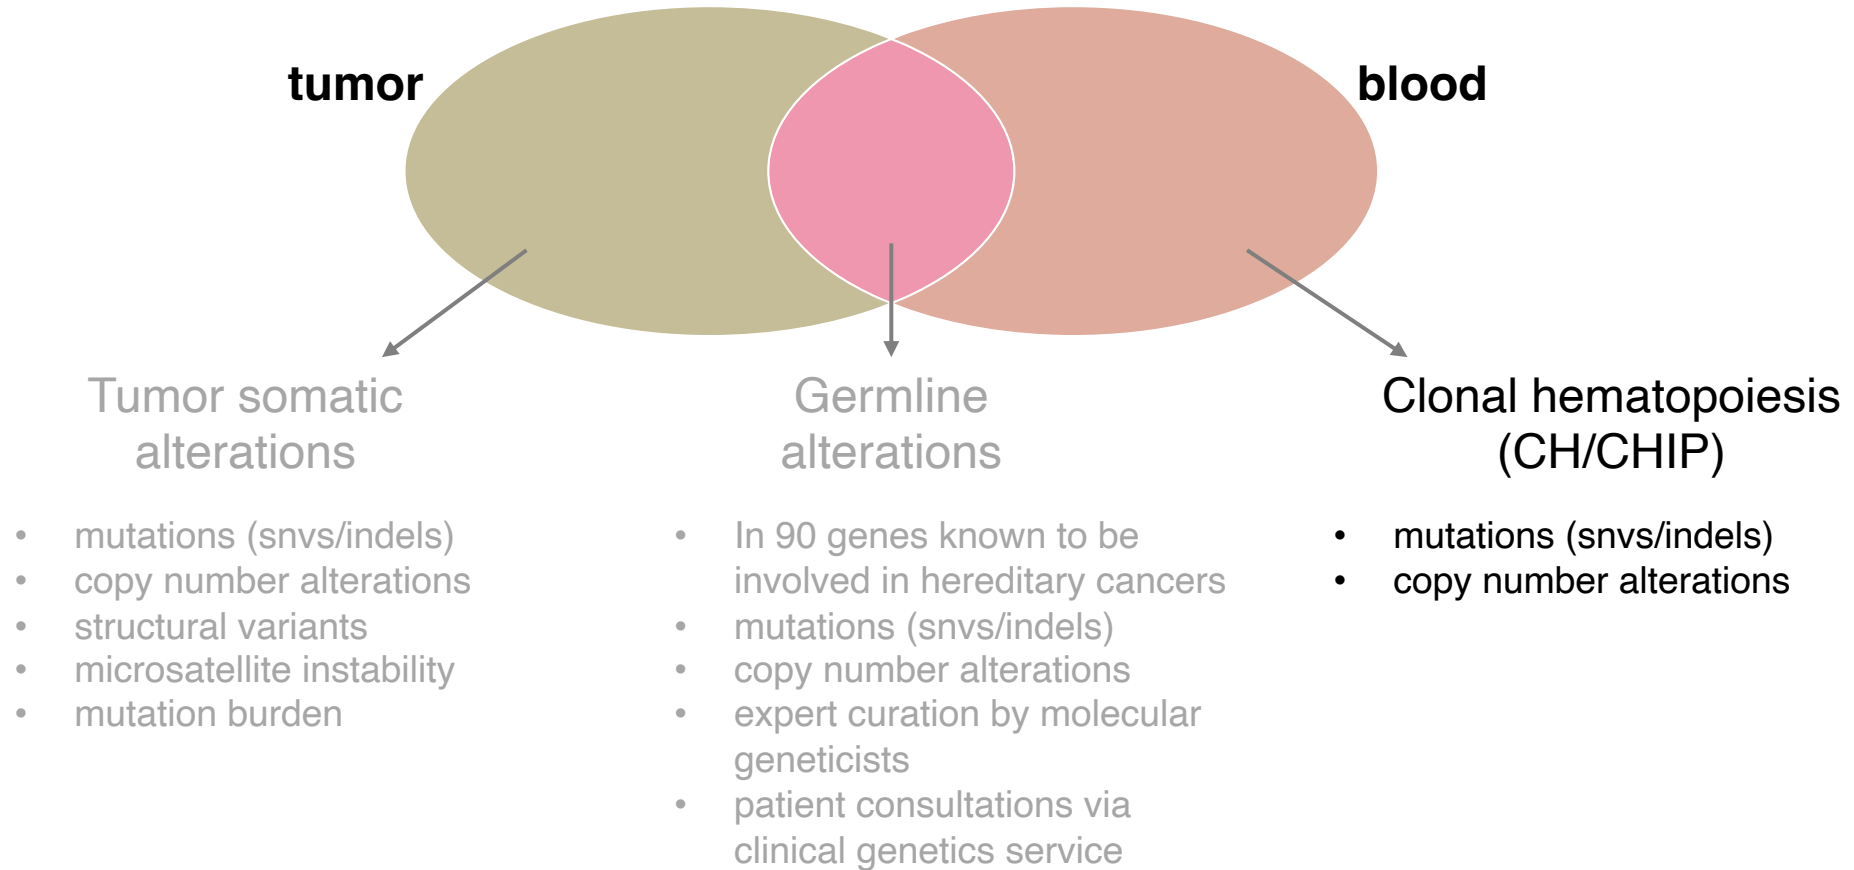 tumor
blood
Tumor somatic
alterations
• mutations (snvs/indels)
• copy number alterations
• structural variants
• microsatellite instability
• mutation burden
Germline
alterations
• In 90 genes known to be
involved in hereditary cancers
• mutations (snvs/indels)
• copy number alterations
• expert curation by molecular
geneticists
• patient consultations via
clinical genetics service
Clonal hematopoiesis
(CH/CHIP)
• mutations (snvs/indels)
• copy number alterations